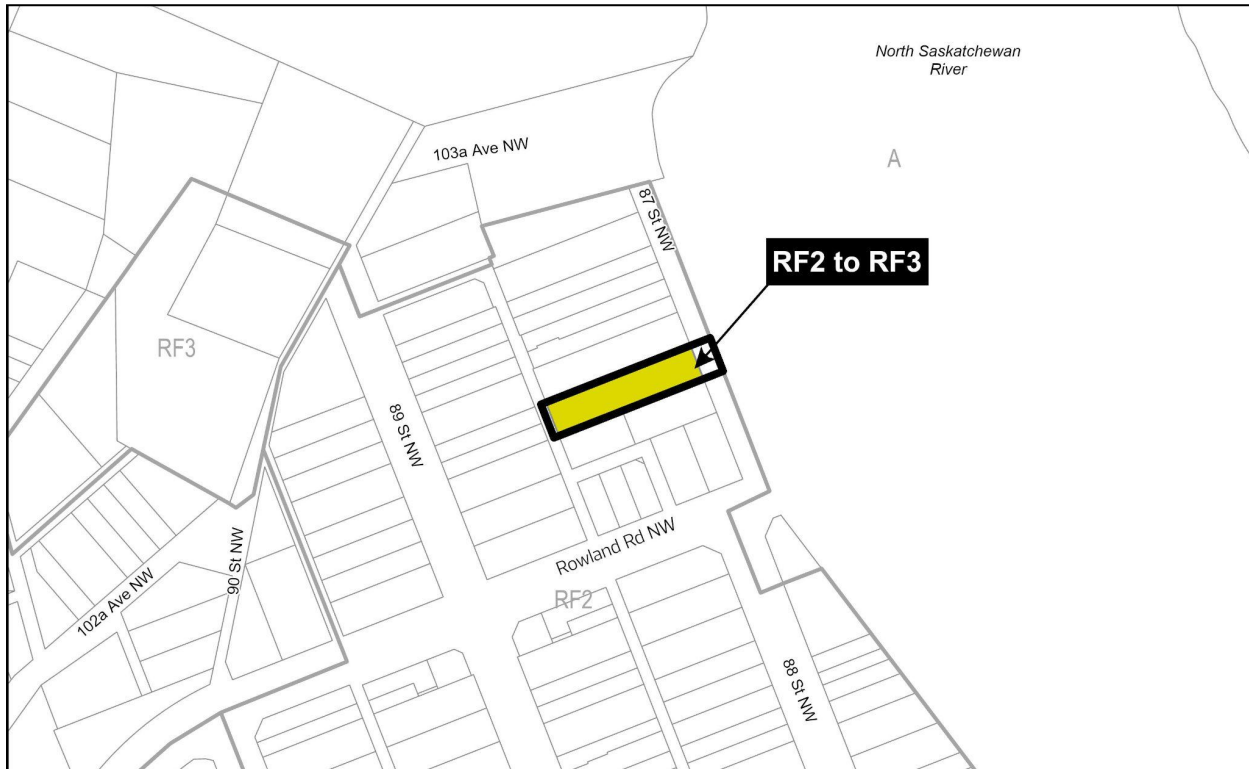 North Saskatchewan
River
103a Ave NW
A
87 St NW
RF2 to RF3
RF3
89 St NW
90 St NW
Rowland Rd NW
102a Ave NW
RF2
88 St NW